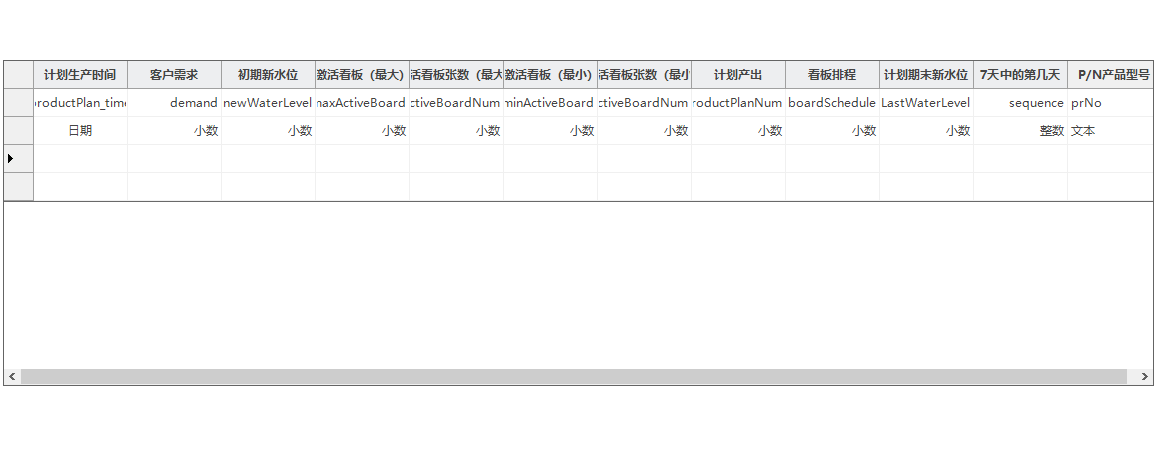 计划生产时间 客户需求 初期新水位 激活看板（最大） 活看板张数（最大 激活看板（最小） 活看板张数（最小 计划产出 看板排程 计划期末新水位 7天中的第几天 P/N产品型号
roductPlan_time demand newWaterLevel naxActiveBoard ctiveBoardNum minActiveBoard ctiveBoardNum roductPlanNum boardSchedule LastWaterLevel sequence prNo
日期 小数 小数 小数 小数 小数 小数 小数 小数 小数 整数 文本